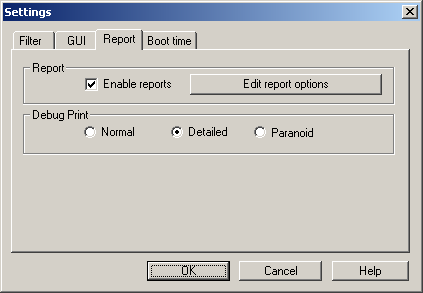 Settings
Filter GUI Report Boot time
Report
Enable reports Edit report options
Debug Print
Normal Detailed Paranoid
OK Cancel Help